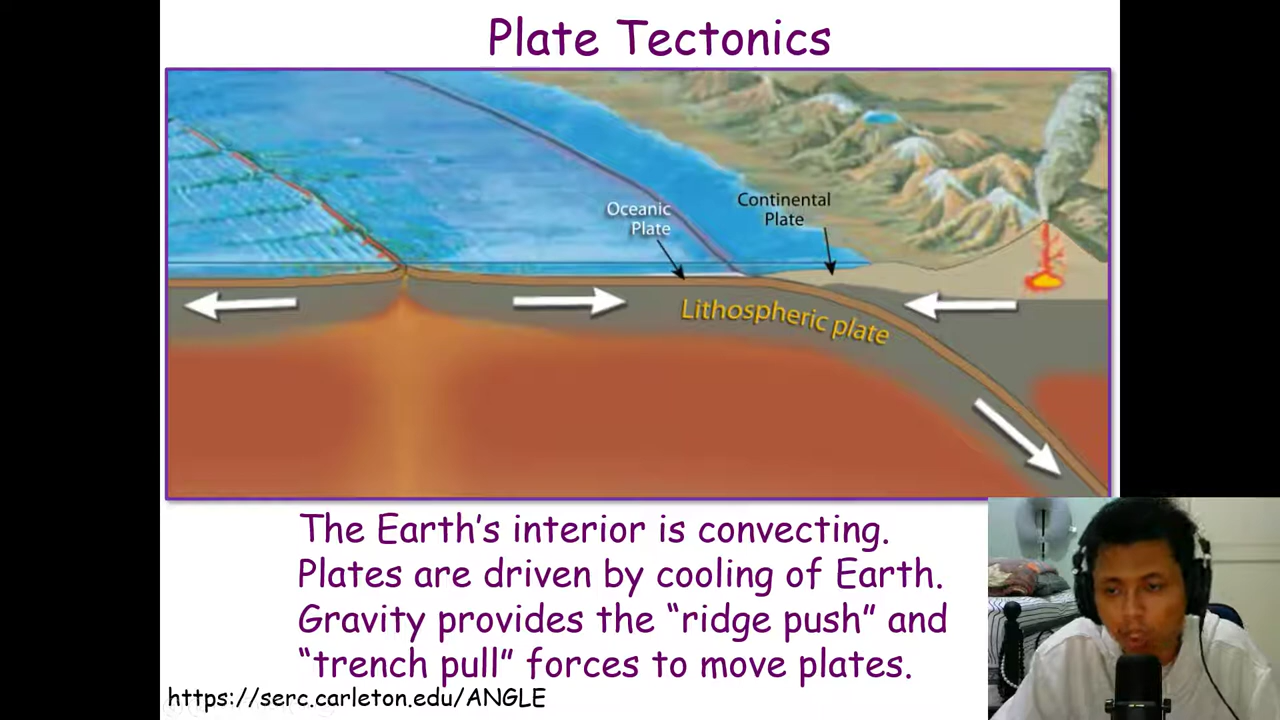 Plate Tectonics
Oceanic
Plate
Continental
Plate
Lithospheric plate
The Earth’s interior is convecting.
Plates are driven by cooling of Earth.
Gravity provides the “ridge push” and
“trench pull” forces to move plates.
https://serc.carleton.edu/ANGLE